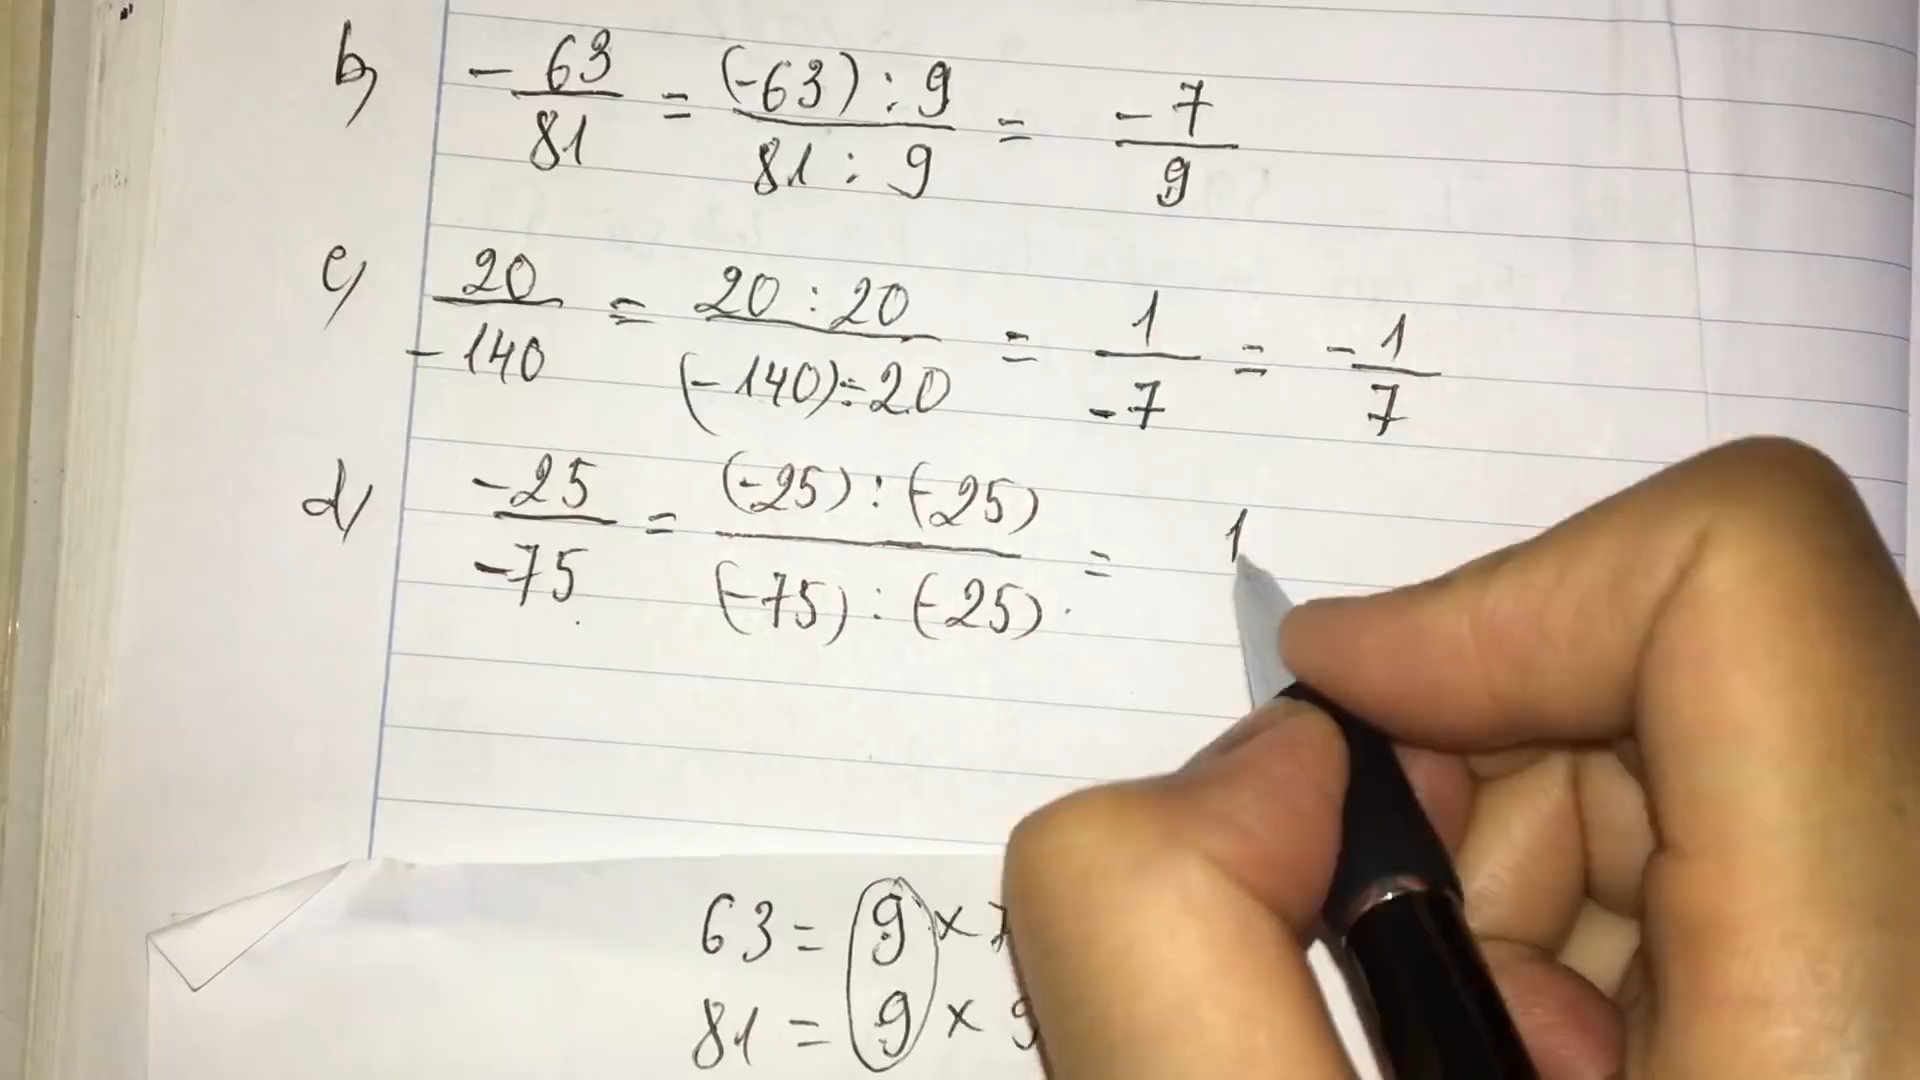 b) -63/81 = (-63) : 9 / 81 : 9 = -7/9
c) 20/-140 = 20 : 20 / (-140) : 20 = 1/-7 = -1/7
d) -25/-75 = (-25) : (-25) / (-75) : (-25) = 1
63 = 9 × 7
81 = 9 × 9